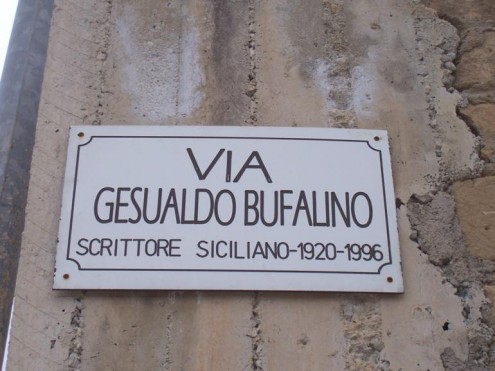 VIA
GESUALDO BUFALINO
SCRITTORE SICILIANO-1920-1996